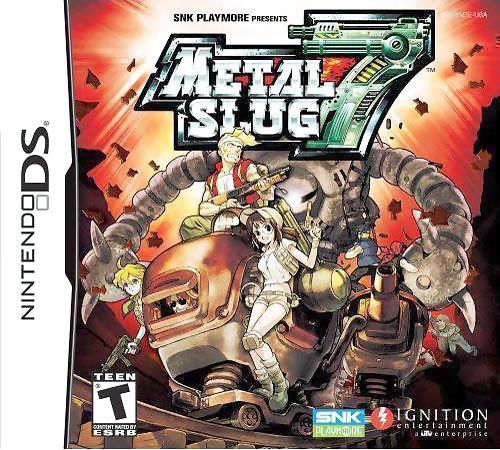 SNK PLAYMORE PRESENTS
METAL
SLUG 7
TM
NINTENDO DS
TEEN
T
CONTENT RATED BY
ESRB
SNK
PLAYMORE
IGNITION
entertainment
a utv enterprise